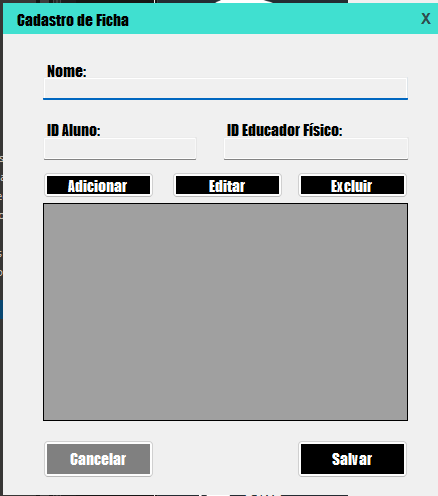 Cadastro de Ficha X
Nome:
ID Aluno: ID Educador Físico:
Adicionar Editar Excluir
Cancelar Salvar